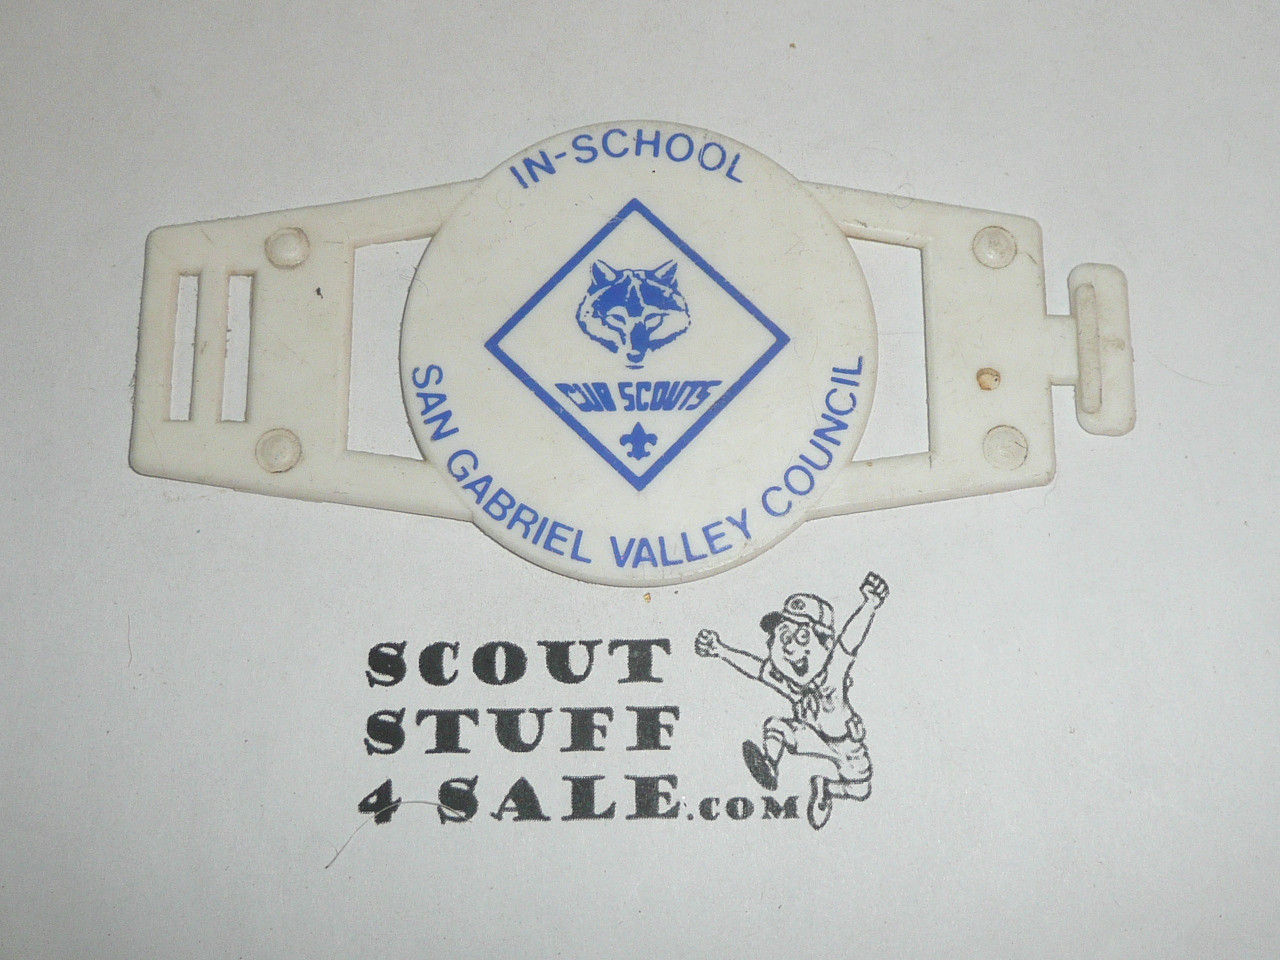 IN-SCHOOL
CUB SCOUTS
SAN GABRIEL VALLEY COUNCIL
SCOUT
STUFF
4 SALE.COM